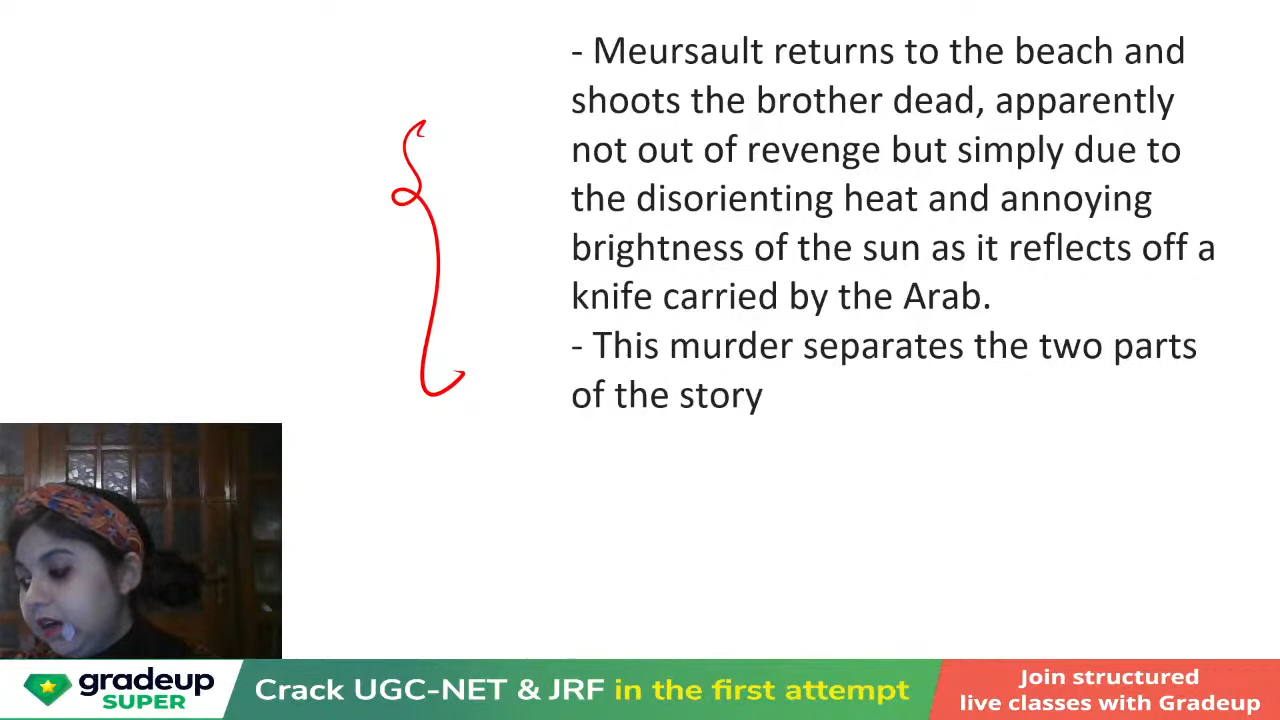 - Meursault returns to the beach and
shoots the brother dead, apparently
not out of revenge but simply due to
the disorienting heat and annoying
brightness of the sun as it reflects off a
knife carried by the Arab.
- This murder separates the two parts
of the story
gradeup
SUPER
Crack UGC-NET & JRF in the first attempt
Join structured
live classes with Gradeup